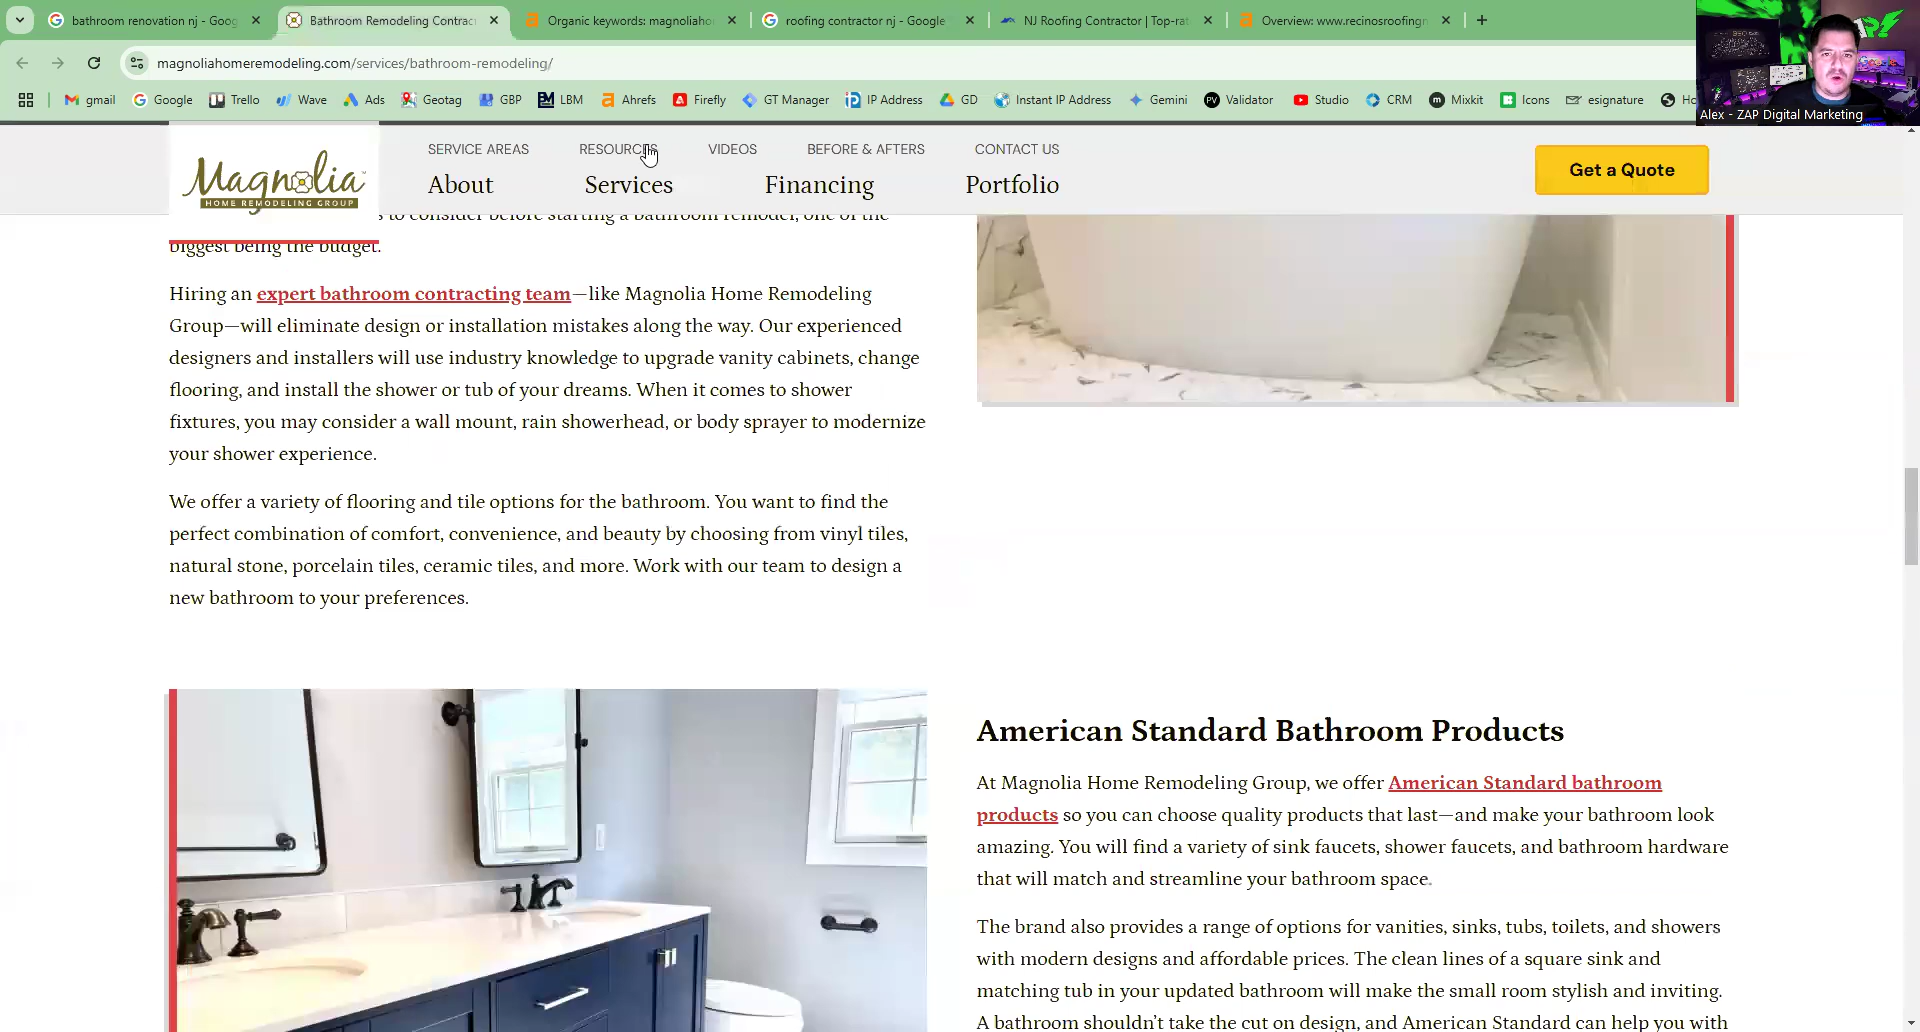 bathroom renovation nj - Goog
Bathroom Remodeling Contrac
Organic keywords: magnoliaho
roofing contractor nj - Google
NJ Roofing Contractor | Top-rat
Overview: www.recinosroofingn
magnoliahomeremodeling.com/services/bathroom-remodeling/
gmail
Google
Trello
Wave
Ads
Geotag
GBP
LBM
Ahrefs
Firefly
GT Manager
IP Address
GD
Instant IP Address
Gemini
Validator
Studio
CRM
Mixkit
Icons
esignature
Ho
Alex - ZAP Digital Marketing
Magnolia
HOME REMODELING GROUP
SERVICE AREAS
RESOURCES
VIDEOS
BEFORE & AFTERS
CONTACT US
About
Services
Financing
Portfolio
Get a Quote
s to consider before starting a bathroom remodel, one of the
biggest being the budget.
Hiring an expert bathroom contracting team—like Magnolia Home Remodeling
Group—will eliminate design or installation mistakes along the way. Our experienced
designers and installers will use industry knowledge to upgrade vanity cabinets, change
flooring, and install the shower or tub of your dreams. When it comes to shower
fixtures, you may consider a wall mount, rain showerhead, or body sprayer to modernize
your shower experience.
We offer a variety of flooring and tile options for the bathroom. You want to find the
perfect combination of comfort, convenience, and beauty by choosing from vinyl tiles,
natural stone, porcelain tiles, ceramic tiles, and more. Work with our team to design a
new bathroom to your preferences.
American Standard Bathroom Products
At Magnolia Home Remodeling Group, we offer American Standard bathroom
products so you can choose quality products that last—and make your bathroom look
amazing. You will find a variety of sink faucets, shower faucets, and bathroom hardware
that will match and streamline your bathroom space.
The brand also provides a range of options for vanities, sinks, tubs, toilets, and showers
with modern designs and affordable prices. The clean lines of a square sink and
matching tub in your updated bathroom will make the small room stylish and inviting.
A bathroom shouldn't take the cut on design, and American Standard can help you with